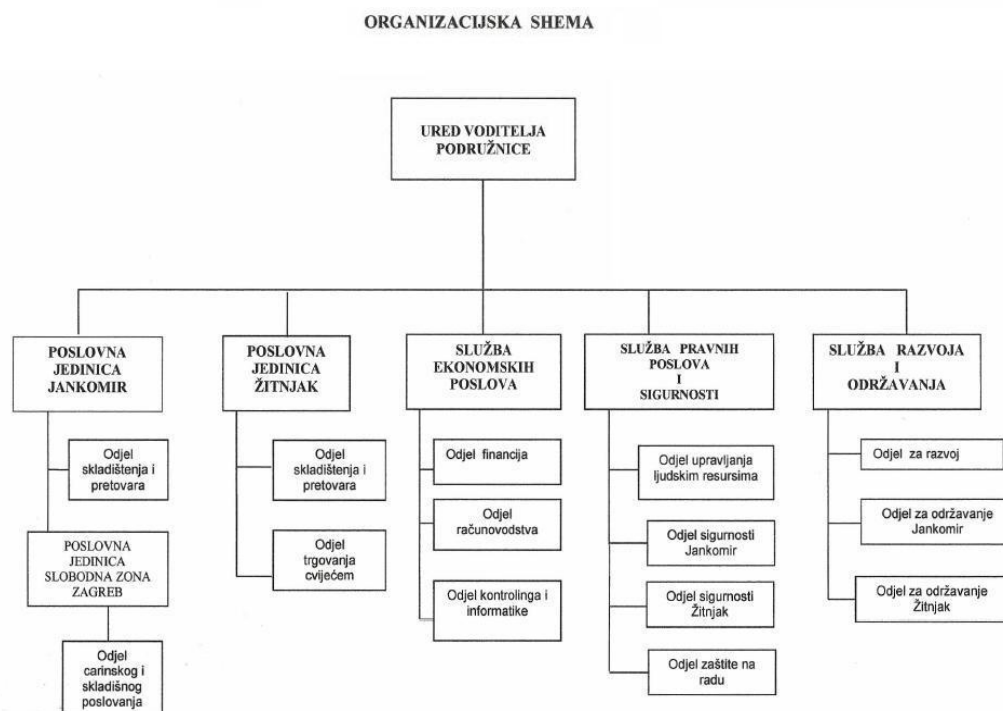 ORGANIZACIJSKA SHEMA
URED VODITELJA
PODRUŽNICE
POSLOVNA
JEDINICA
JANKOMIR
POSLOVNA
JEDINICA
ŽITNJAK
SLUŽBA
EKONOMSKIH
POSLOVA
SLUŽBA PRAVNIH
POSLOVA
I
SIGURNOSTI
SLUŽBA RAZVOJA
I
ODRŽAVANJA
Odjel
skladištenja i
pretovara
POSLOVNA
JEDINICA
SLOBODNA ZONA
ZAGREB
Odjel
carinskog i
skladišnog
poslovanja
Odjel
skladištenja i
pretovara
Odjel
trgovanja
cvijećem
Odjel financija
Odjel
računovodstva
Odjel kontrolinga i
informatike
Odjel upravljanja
ljudskim resursima
Odjel sigurnosti
Jankomir
Odjel sigurnosti
Žitnjak
Odjel zaštite na
radu
Odjel za razvoj
Odjel za održavanje
Jankomir
Odjel za održavanje
Žitnjak